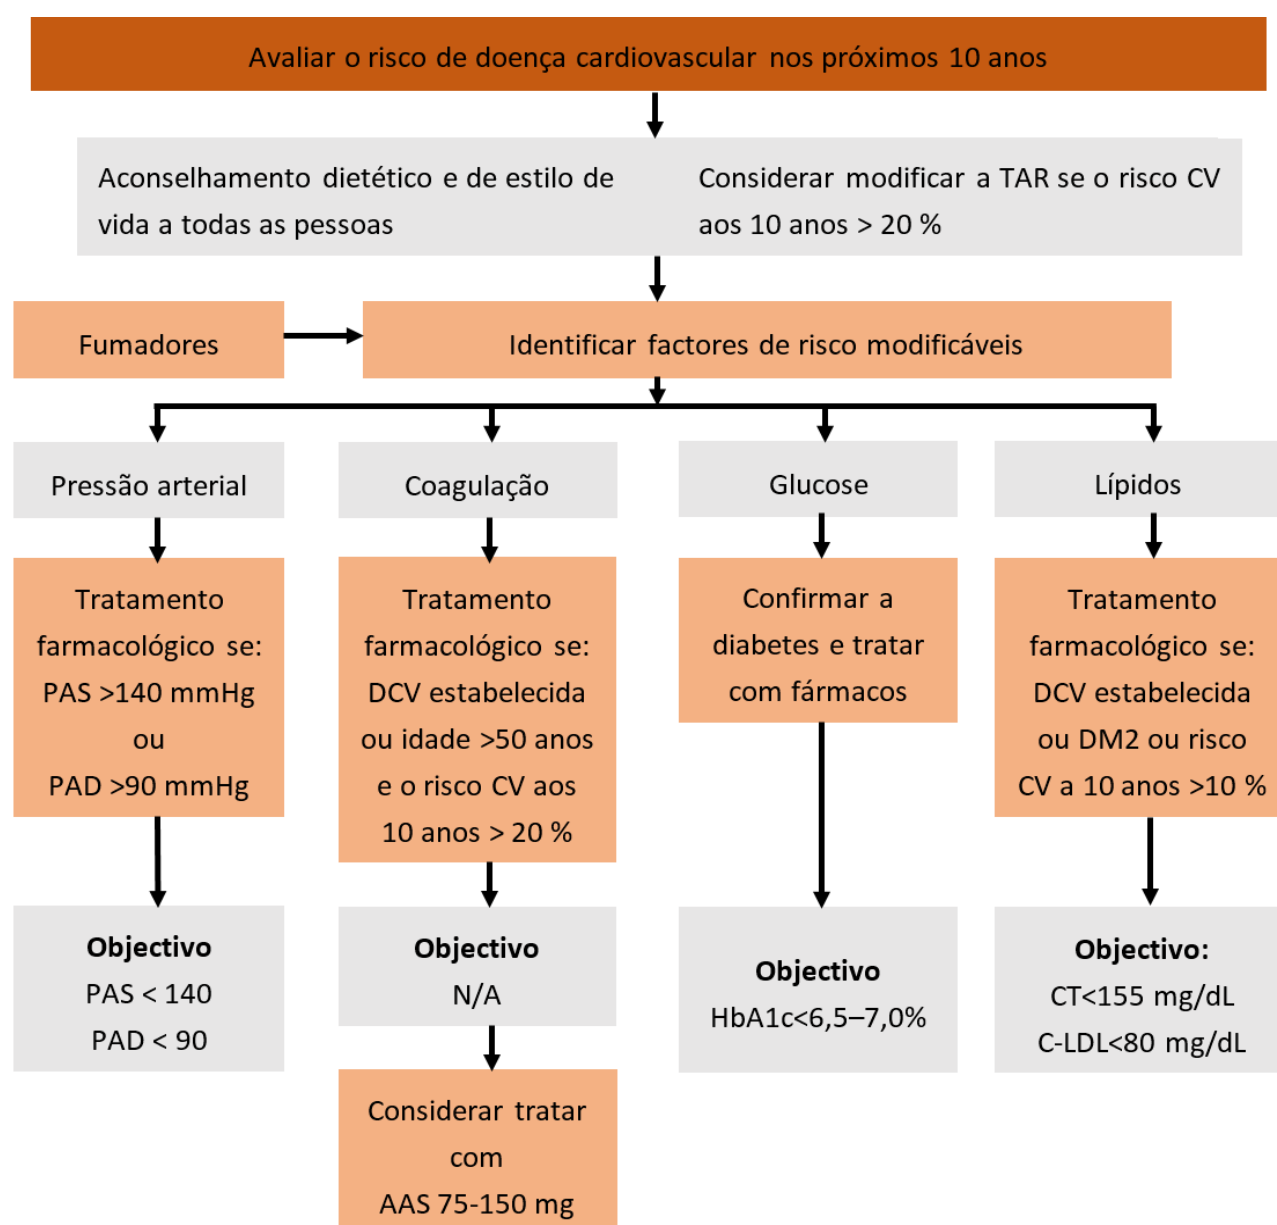 Avaliar o risco de doença cardiovascular nos próximos 10 anos
Aconselhamento dietético e de estilo de
vida a todas as pessoas
Considerar modificar a TAR se o risco CV
aos 10 anos > 20 %
Fumadores
Identificar factores de risco modificáveis
Pressão arterial
Coagulação
Glucose
Lípidos
Tratamento
farmacológico se:
PAS >140 mmHg
ou
PAD >90 mmHg
Tratamento
farmacológico se:
DCV estabelecida
ou idade >50 anos
e o risco CV aos
10 anos > 20 %
Confirmar a
diabetes e tratar
com fármacos
Tratamento
farmacológico se:
DCV estabelecida
ou DM2 ou risco
CV a 10 anos >10 %
Objectivo
PAS < 140
PAD < 90
Objectivo
N/A
Objectivo
HbA1c<6,5–7,0%
Objectivo:
CT<155 mg/dL
C-LDL<80 mg/dL
Considerar tratar
com
AAS 75-150 mg